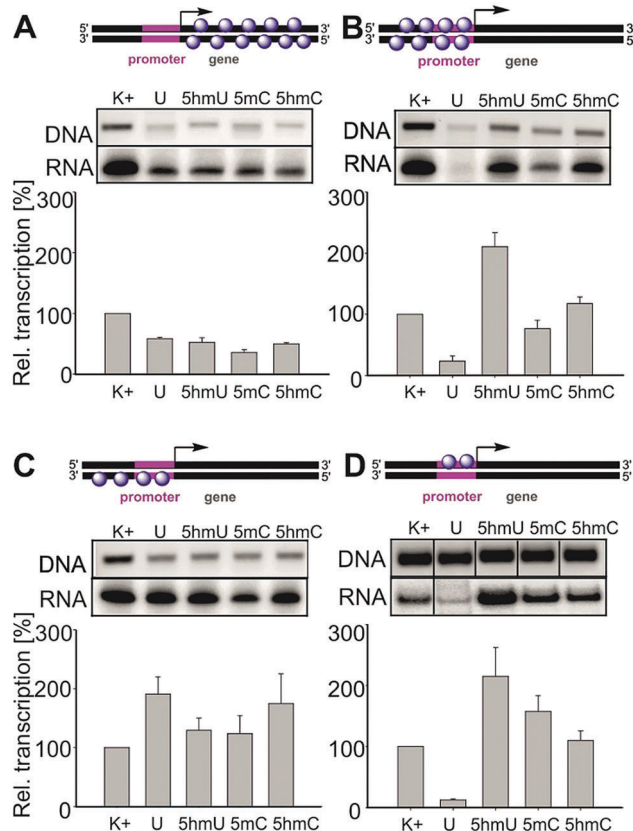 A
5' 3'
3' 5'
promoter gene
K+ U 5hmU 5mC 5hmC
DNA
RNA
Rel. transcription [%]
300
200
100
0
K+ U 5hmU 5mC 5hmC
B
5' 3'
3' 5'
promoter gene
K+ U 5hmU 5mC 5hmC
DNA
RNA
300
200
100
0
K+ U 5hmU 5mC 5hmC
C
5' 3'
3' 5'
promoter gene
K+ U 5hmU 5mC 5hmC
DNA
RNA
Rel. transcription [%]
300
200
100
0
K+ U 5hmU 5mC 5hmC
D
5' 3'
3' 5'
promoter gene
K+ U 5hmU 5mC 5hmC
DNA
RNA
300
200
100
0
K+ U 5hmU 5mC 5hmC